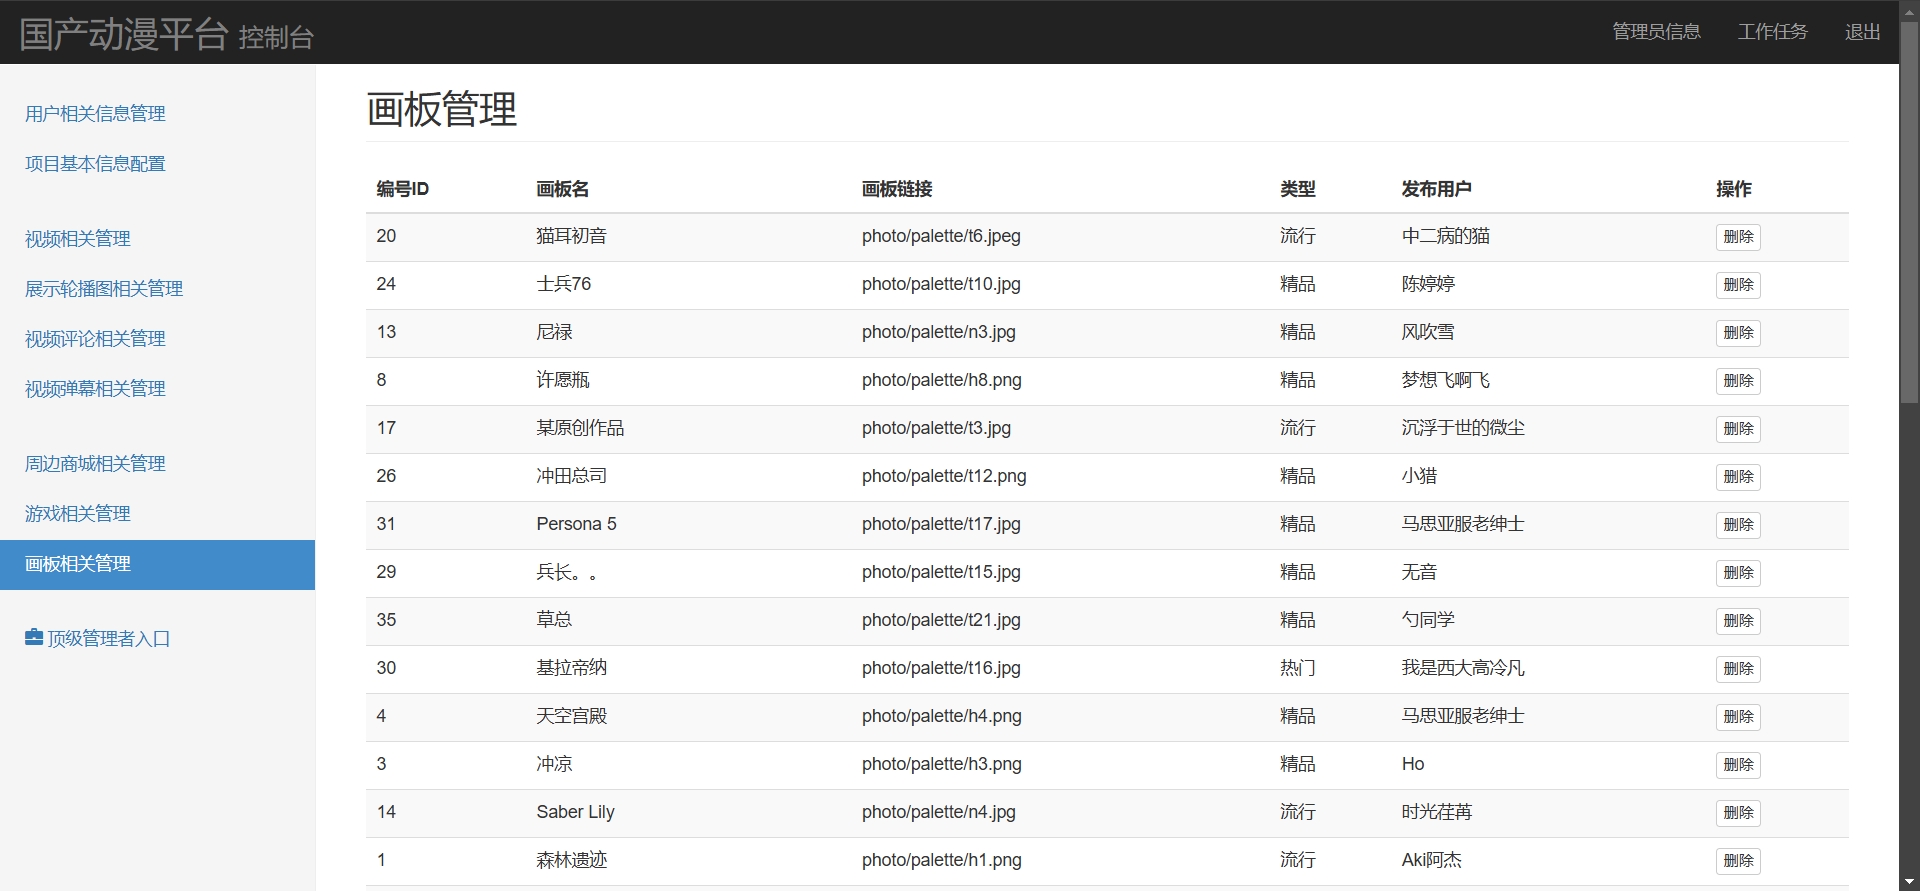 国产动漫平台 控制台 管理员信息 工作任务 退出
用户相关信息管理
项目基本信息配置
视频相关管理
展示轮播图相关管理
视频评论相关管理
视频弹幕相关管理
周边商城相关管理
游戏相关管理
画板相关管理
顶级管理者入口
画板管理
编号ID 画板名 画板链接 类型 发布用户 操作
20 猫耳初音 photo/palette/t6.jpeg 流行 中二病的猫 删除
24 士兵76 photo/palette/t10.jpg 精品 陈婷婷 删除
13 尼禄 photo/palette/n3.jpg 精品 风吹雪 删除
8 许愿瓶 photo/palette/h8.png 精品 梦想飞啊飞 删除
17 某原创作品 photo/palette/t3.jpg 流行 沉浮于世的微尘 删除
26 冲田总司 photo/palette/t12.png 精品 小猎 删除
31 Persona 5 photo/palette/t17.jpg 精品 马思亚服老绅士 删除
29 兵长。。 photo/palette/t15.jpg 精品 无音 删除
35 草总 photo/palette/t21.jpg 精品 勺同学 删除
30 基拉帝纳 photo/palette/t16.jpg 热门 我是西大高冷凡 删除
4 天空宫殿 photo/palette/h4.png 精品 马思亚服老绅士 删除
3 冲凉 photo/palette/h3.png 精品 Ho 删除
14 Saber Lily photo/palette/n4.jpg 流行 时光荏苒 删除
1 森林遗迹 photo/palette/h1.png 流行 Aki阿杰 删除